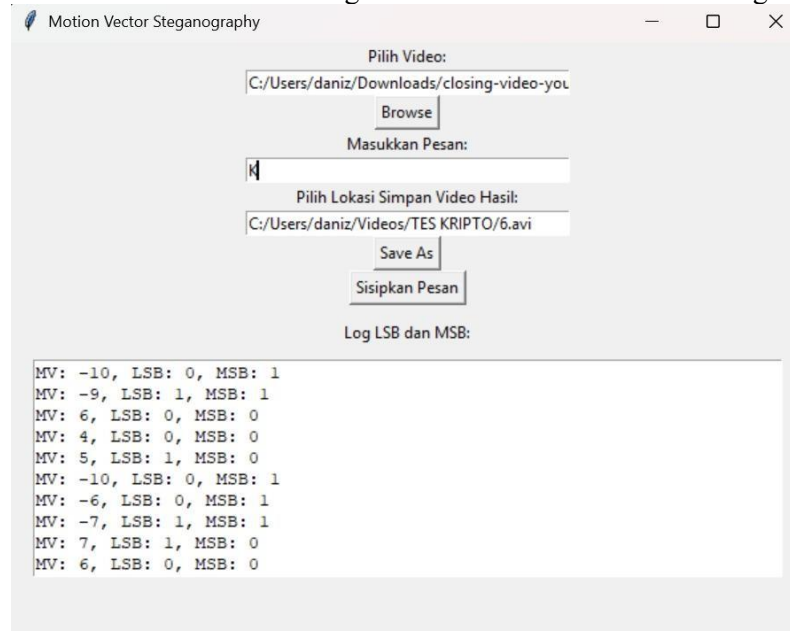 Motion Vector Steganography
Pilih Video:
C:/Users/daniz/Downloads/closing-video-you
Browse
Masukkan Pesan:
K
Pilih Lokasi Simpan Video Hasil:
C:/Users/daniz/Videos/TES KRIPTO/6.avi
Save As
Sisipkan Pesan
Log LSB dan MSB:
MV: -10, LSB: 0, MSB: 1
MV: -9, LSB: 1, MSB: 1
MV: 6, LSB: 0, MSB: 0
MV: 4, LSB: 0, MSB: 0
MV: 5, LSB: 1, MSB: 0
MV: -10, LSB: 0, MSB: 1
MV: -6, LSB: 0, MSB: 1
MV: -7, LSB: 1, MSB: 1
MV: 7, LSB: 1, MSB: 0
MV: 6, LSB: 0, MSB: 0